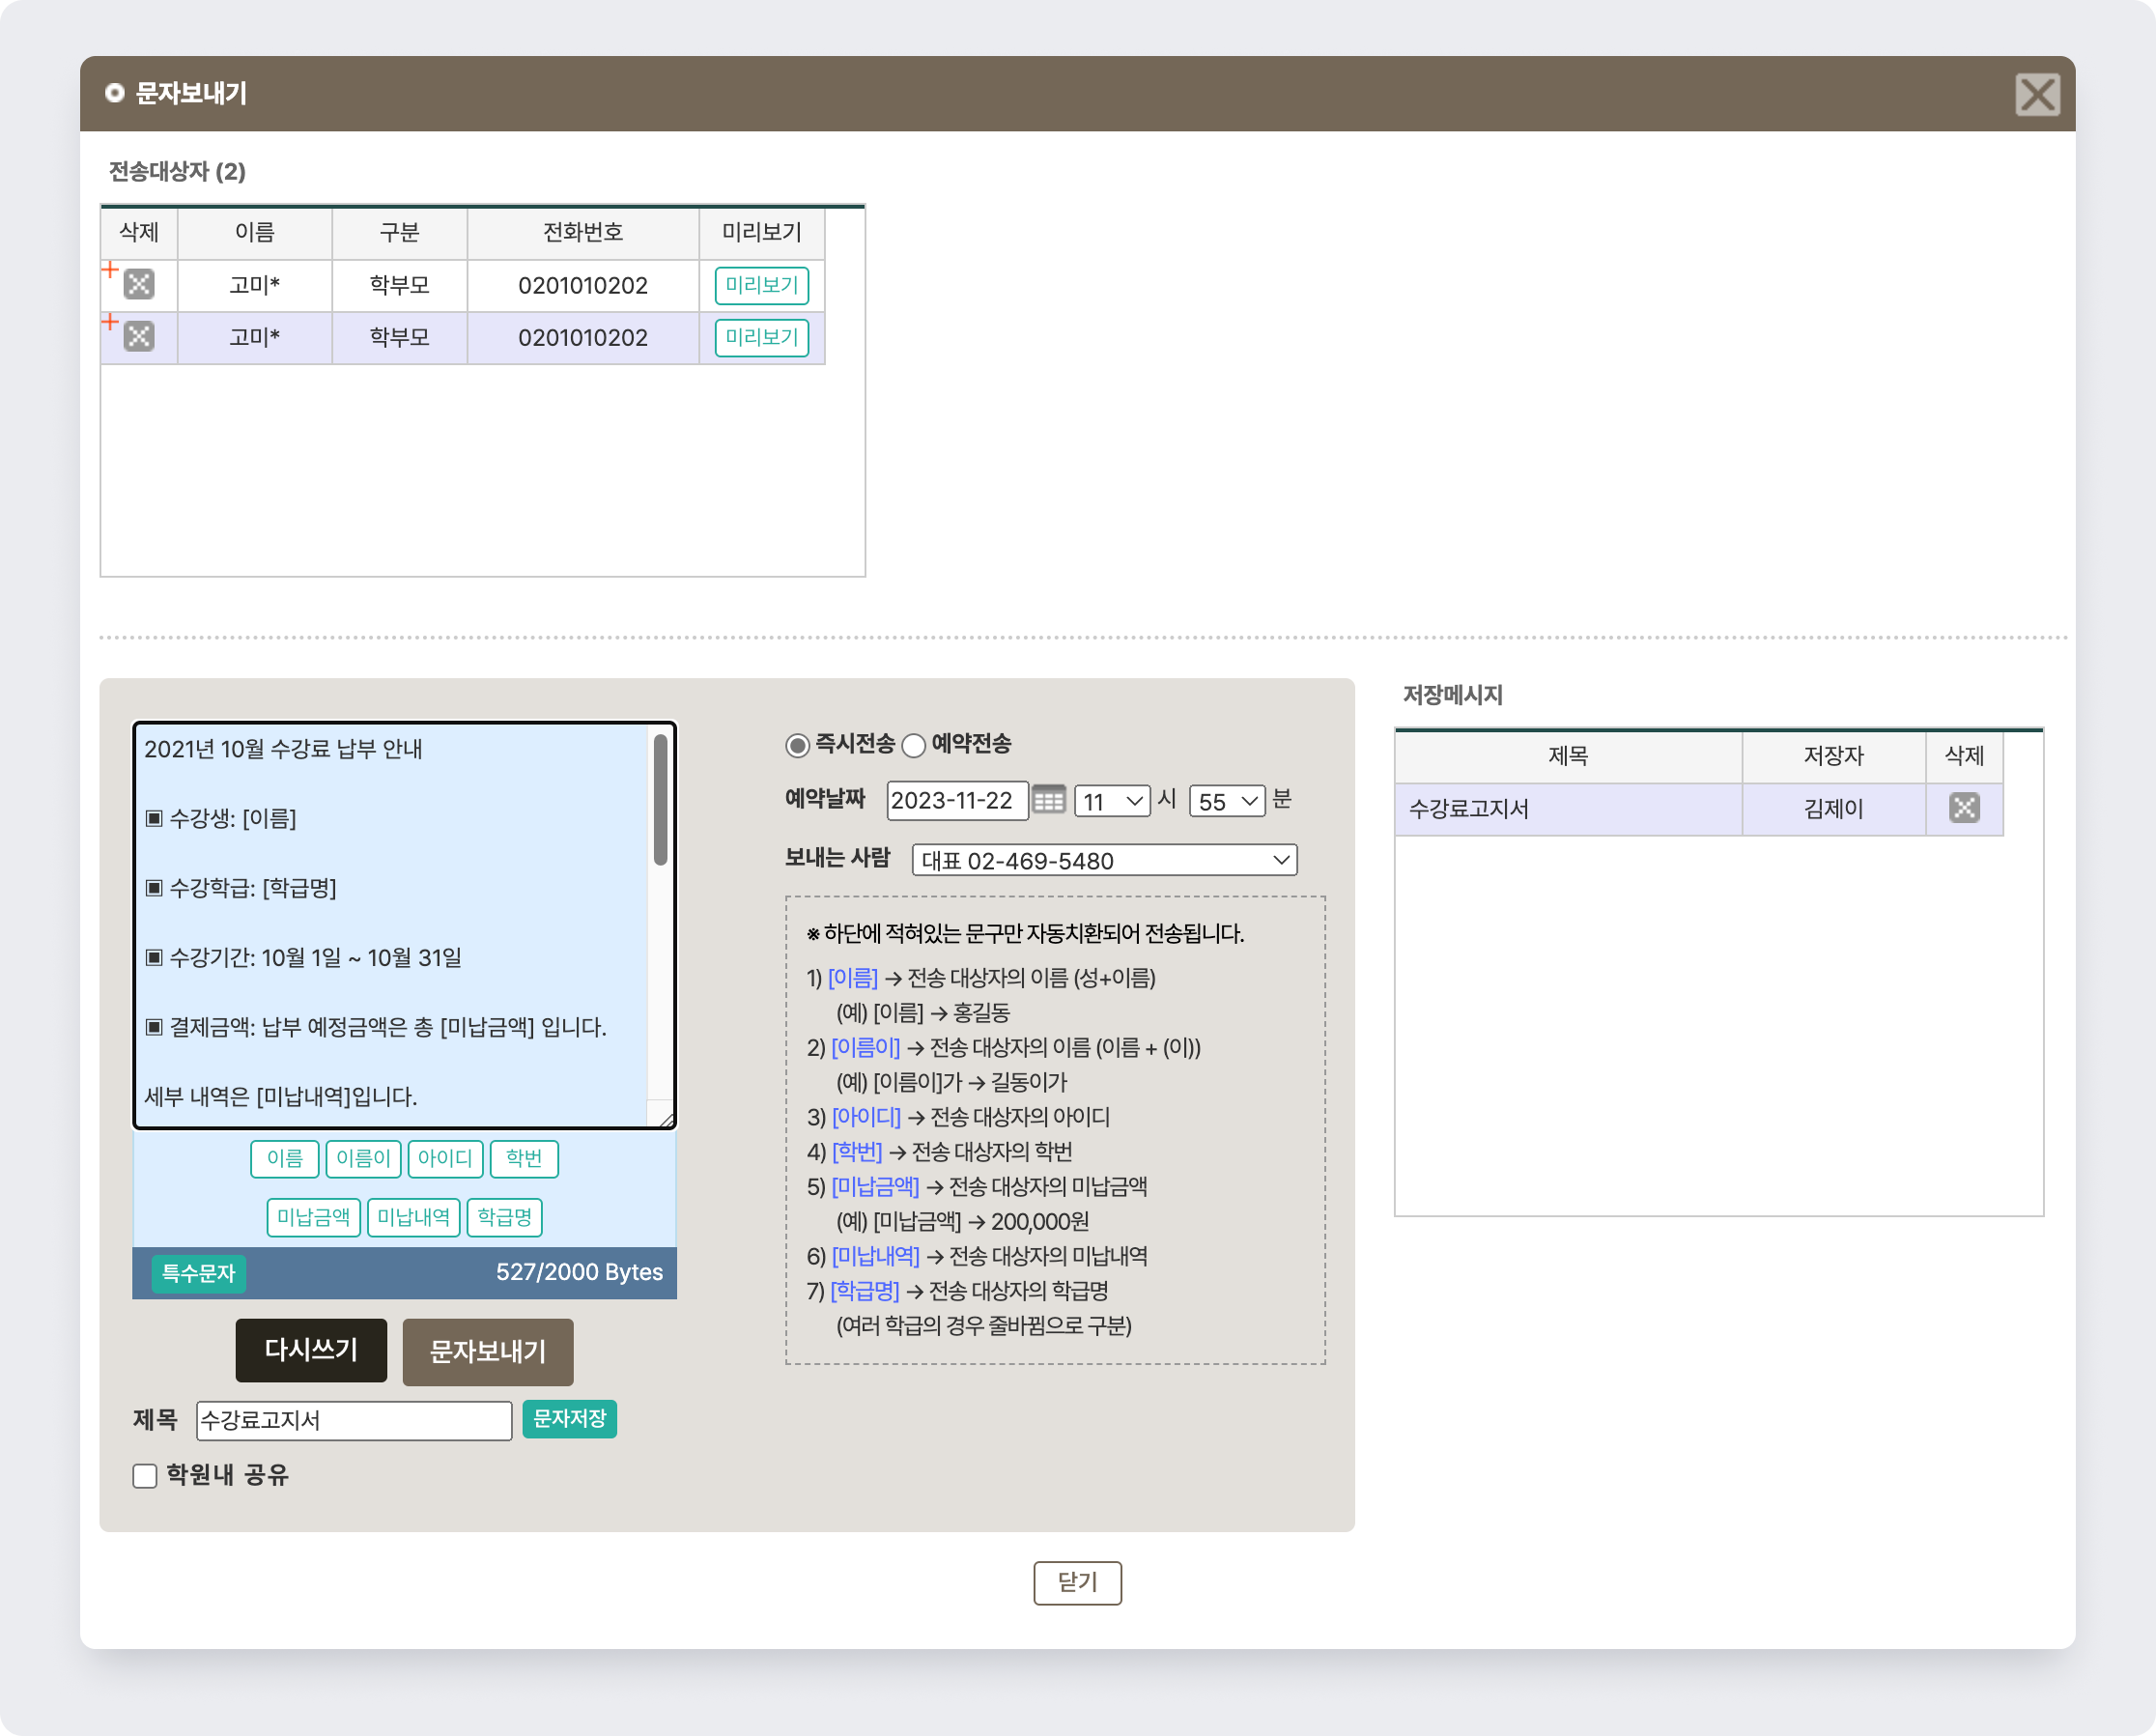 문자보내기
전송대상자 (2)
삭제 이름 구분 전화번호 미리보기
고미* 학부모 0201010202 미리보기
고미* 학부모 0201010202 미리보기
2021년 10월 수강료 납부 안내
▣ 수강생: [이름]
▣ 수강학급: [학급명]
▣ 수강기간: 10월 1일 ~ 10월 31일
▣ 결제금액: 납부 예정금액은 총 [미납금액] 입니다.
세부 내역은 [미납내역]입니다.
이름 이름이 아이디 학번
미납금액 미납내역 학급명
특수문자 527/2000 Bytes
다시쓰기 문자보내기
제목 수강료고지서 문자저장
학원내 공유
즉시전송 예약전송
예약날짜 2023-11-22 11 시 55 분
보내는 사람 대표 02-469-5480
※ 하단에 적혀있는 문구만 자동치환되어 전송됩니다.
1) [이름] → 전송 대상자의 이름 (성+이름)
(예) [이름] → 홍길동
2) [이름이] → 전송 대상자의 이름 (이름 + (이))
(예) [이름이]가 → 길동이가
3) [아이디] → 전송 대상자의 아이디
4) [학번] → 전송 대상자의 학번
5) [미납금액] → 전송 대상자의 미납금액
(예) [미납금액] → 200,000원
6) [미납내역] → 전송 대상자의 미납내역
7) [학급명] → 전송 대상자의 학급명
(여러 학급의 경우 줄바뀜으로 구분)
저장메시지
제목 저장자 삭제
수강료고지서 김제이
닫기